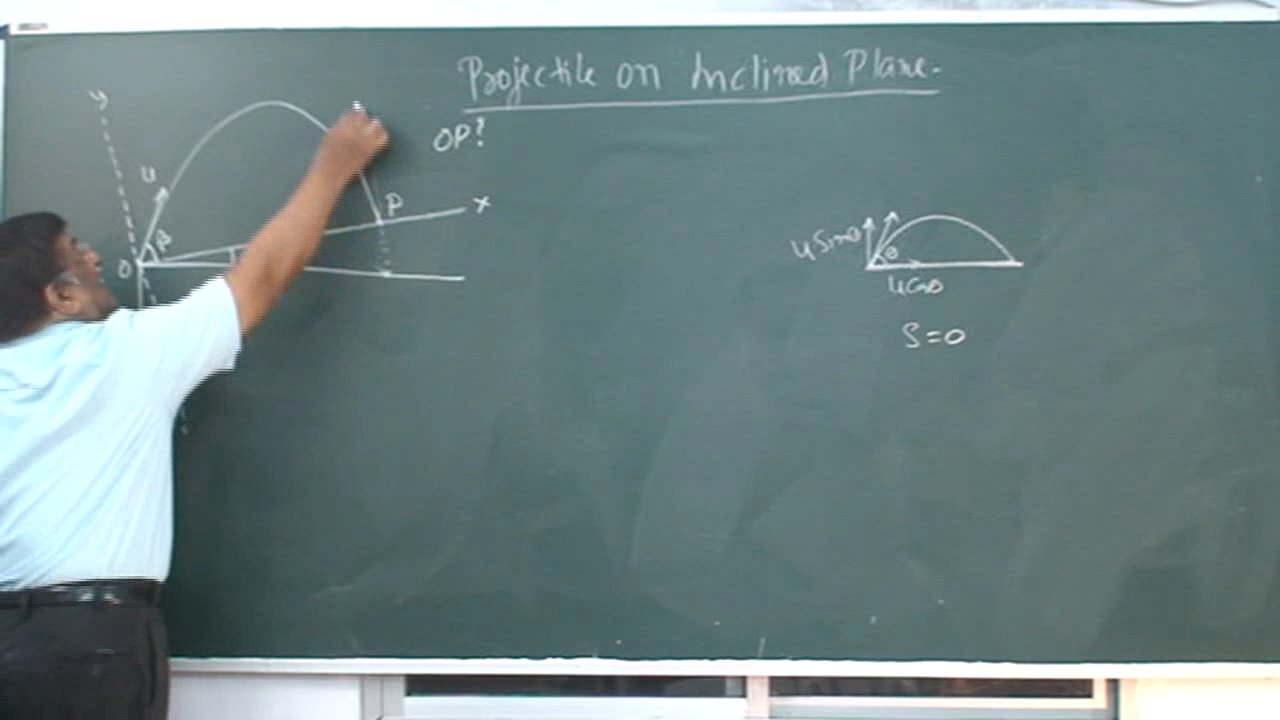 Projectile on Inclined Plane.
OP?
y
u
P
x
β
O
u Sinθ
θ
u Cosθ
S=0